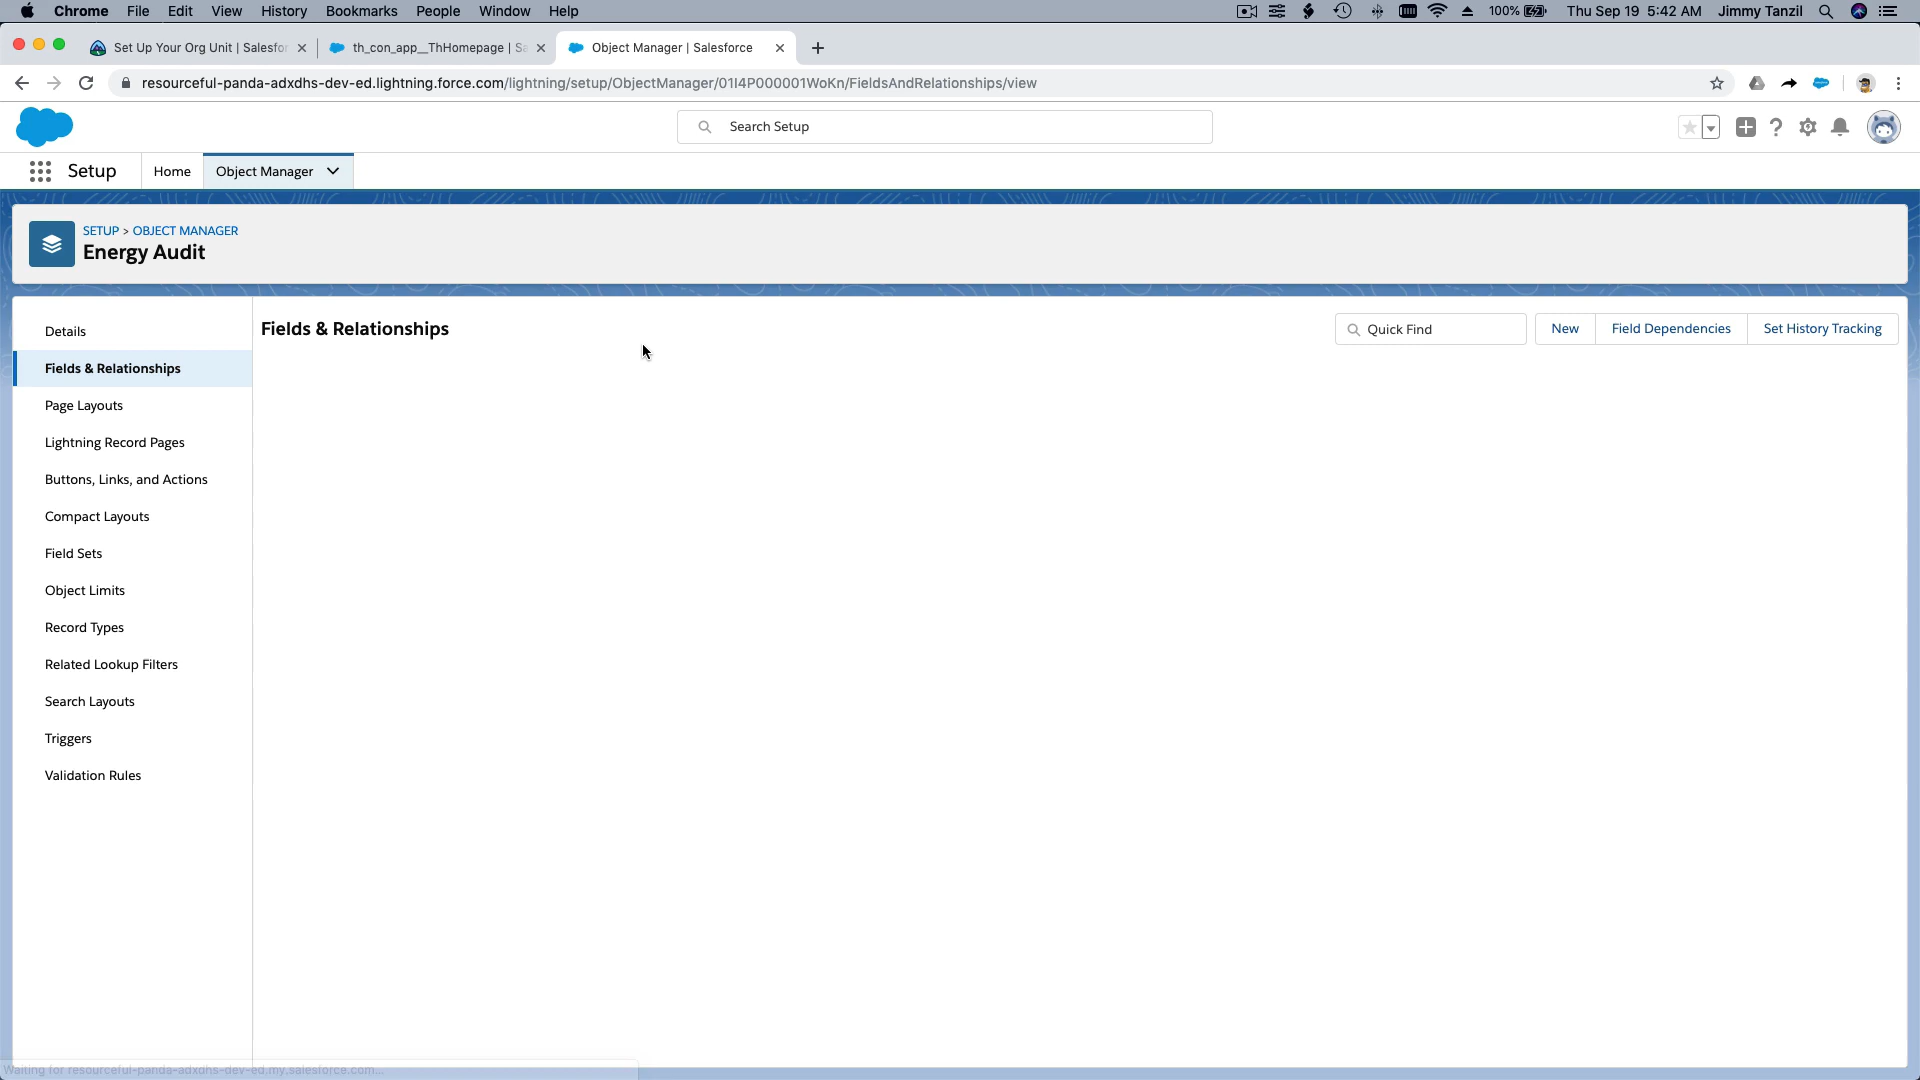 Chrome File Edit View History Bookmarks People Window Help 100% Thu Sep 19 5:42 AM Jimmy Tanzil
Set Up Your Org Unit | Salesfor th_con_app__ThHomepage | Sa Object Manager | Salesforce
resourceful-panda-adxdhs-dev-ed.lightning.force.com/lightning/setup/ObjectManager/01I4P000001WoKn/FieldsAndRelationships/view
Search Setup
Setup Home Object Manager
SETUP > OBJECT MANAGER
Energy Audit
Details
Fields & Relationships
Page Layouts
Lightning Record Pages
Buttons, Links, and Actions
Compact Layouts
Field Sets
Object Limits
Record Types
Related Lookup Filters
Search Layouts
Triggers
Validation Rules
Fields & Relationships
Quick Find New Field Dependencies Set History Tracking
Waiting for resourceful-panda-adxdhs-dev-ed.my.salesforce.com...